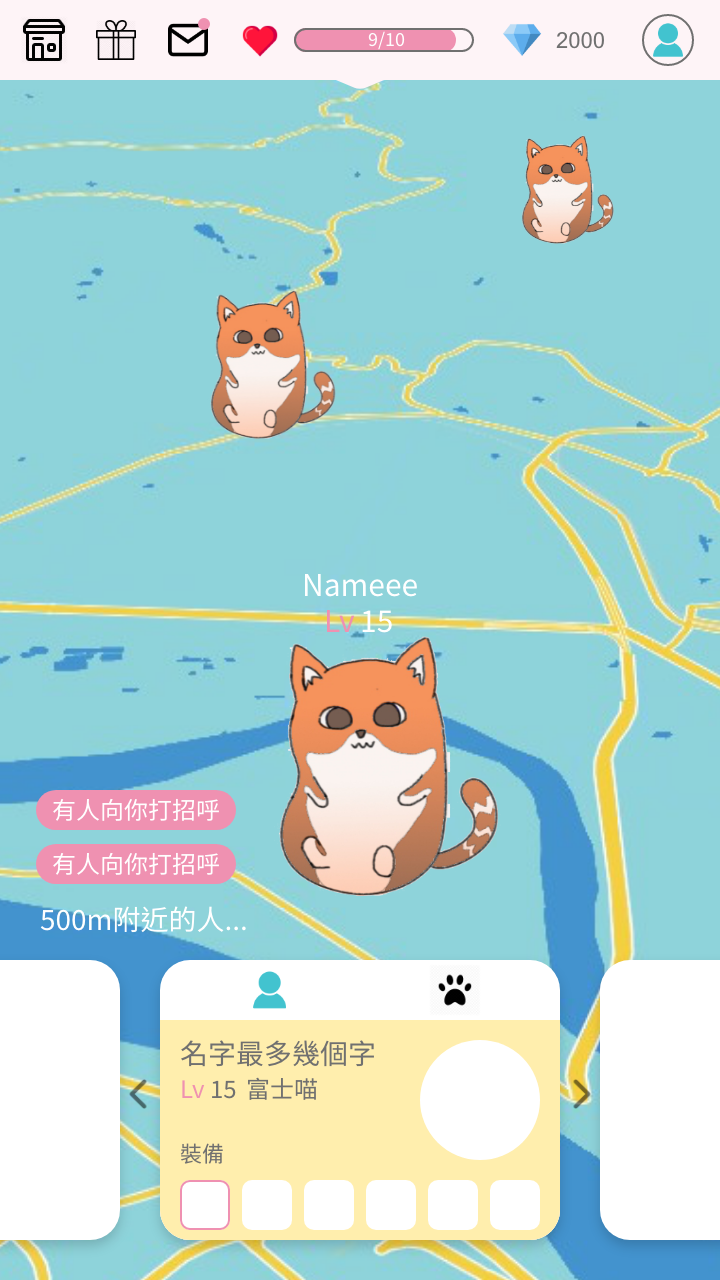 9/10
2000
Nameee
Lv 15
有人向你打招呼
有人向你打招呼
500m附近的人...
名字最多幾個字
Lv 15 富士喵
裝備